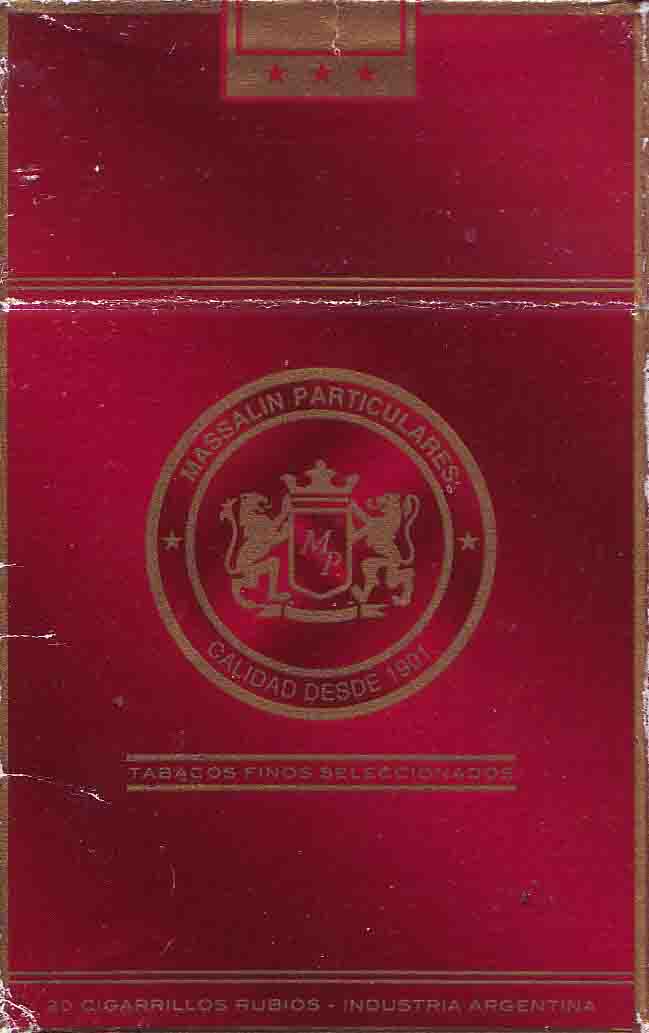 MASSALIN PARTICULARES.
MP
CALIDAD DESDE 1901
TABACOS FINOS SELECCIONADOS
20 CIGARRILLOS RUBIOS - INDUSTRIA ARGENTINA